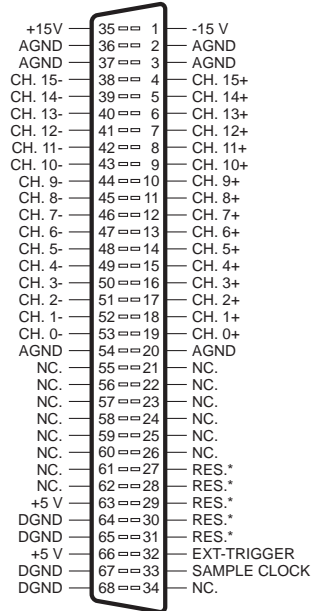 +15V 35 1 -15 V
AGND 36 2 AGND
AGND 37 3 AGND
CH. 15- 38 4 CH. 15+
CH. 14- 39 5 CH. 14+
CH. 13- 40 6 CH. 13+
CH. 12- 41 7 CH. 12+
CH. 11- 42 8 CH. 11+
CH. 10- 43 9 CH. 10+
CH. 9- 44 10 CH. 9+
CH. 8- 45 11 CH. 8+
CH. 7- 46 12 CH. 7+
CH. 6- 47 13 CH. 6+
CH. 5- 48 14 CH. 5+
CH. 4- 49 15 CH. 4+
CH. 3- 50 16 CH. 3+
CH. 2- 51 17 CH. 2+
CH. 1- 52 18 CH. 1+
CH. 0- 53 19 CH. 0+
AGND 54 20 AGND
NC. 55 21 NC.
NC. 56 22 NC.
NC. 57 23 NC.
NC. 58 24 NC.
NC. 59 25 NC.
NC. 60 26 NC.
NC. 61 27 RES.*
NC. 62 28 RES.*
+5 V 63 29 RES.*
DGND 64 30 RES.*
DGND 65 31 RES.*
+5 V 66 32 EXT-TRIGGER
DGND 67 33 SAMPLE CLOCK
DGND 68 34 NC.